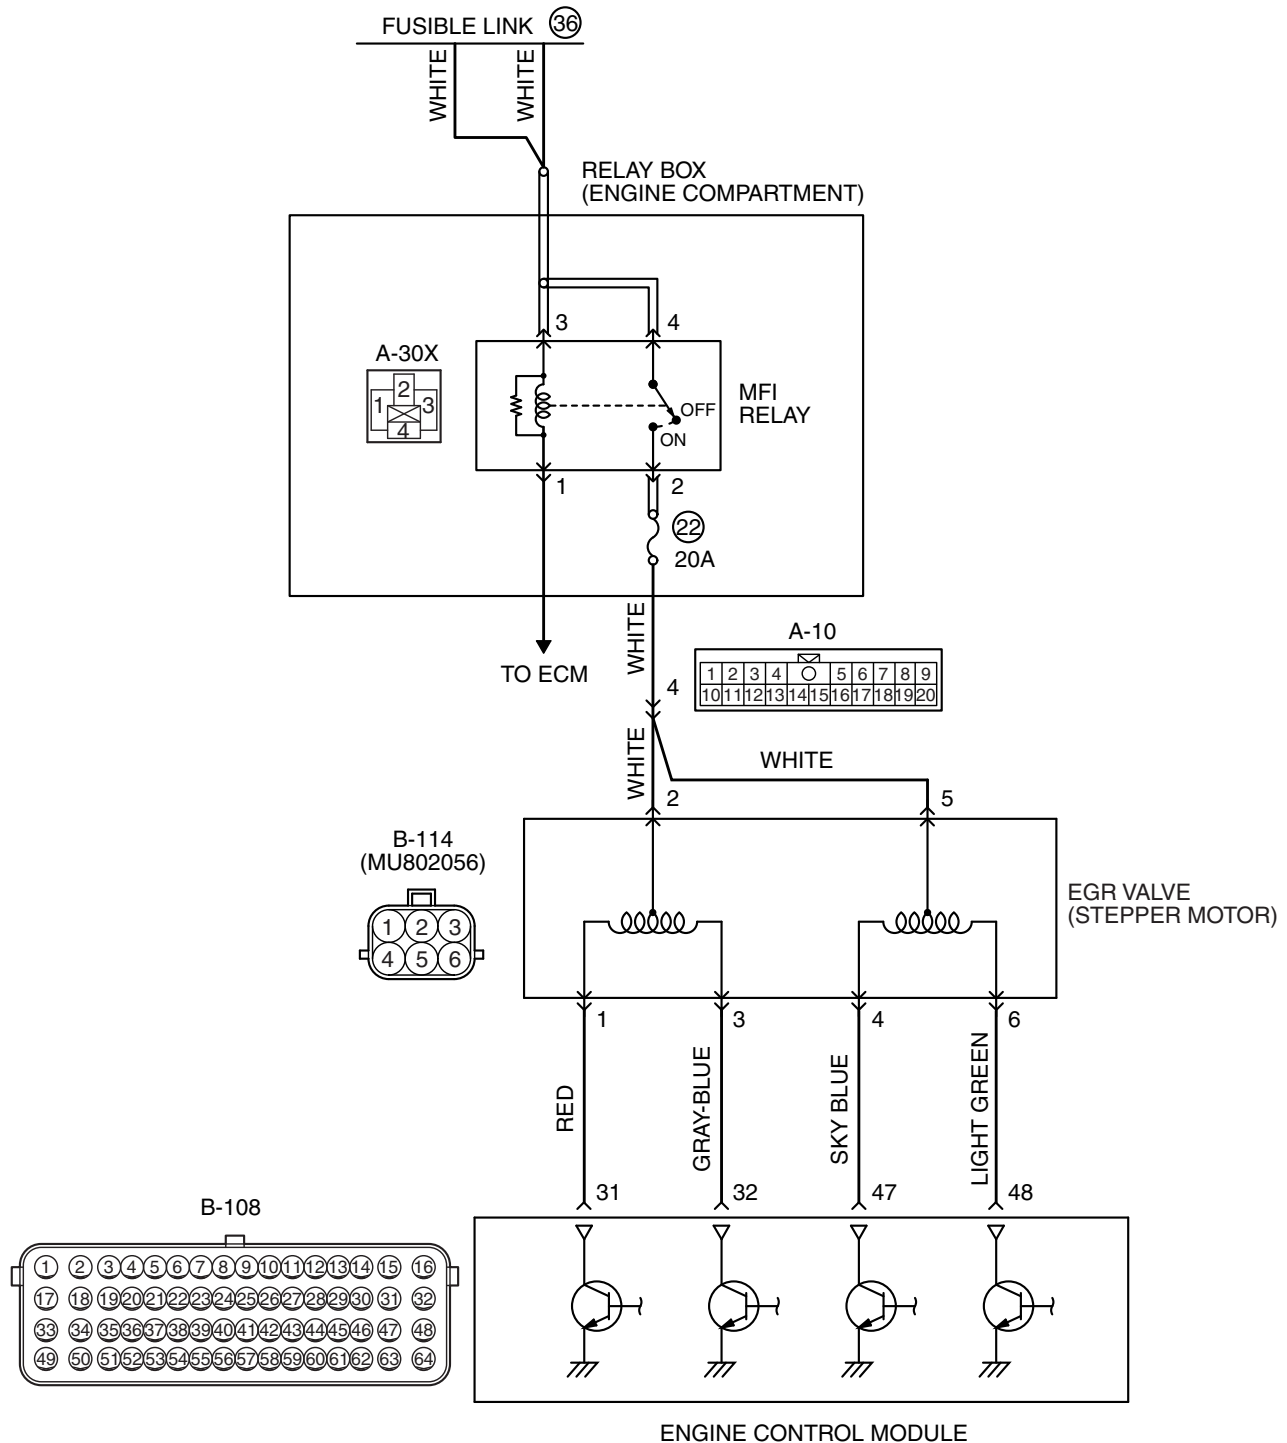 FUSIBLE LINK 36
WHITE
WHITE
RELAY BOX
(ENGINE COMPARTMENT)
3
4
A-30X
2
1 3
4
MFI
RELAY
OFF
ON
1
2
22
20A
WHITE
TO ECM
A-10
1 2 3 4 5 6 7 8 9
10 11 12 13 14 15 16 17 18 19 20
4
WHITE
WHITE
2
5
B-114
(MU802056)
1 2 3
4 5 6
EGR VALVE
(STEPPER MOTOR)
1
3
4
6
RED
GRAY-BLUE
SKY BLUE
LIGHT GREEN
31
32
47
48
B-108
1 2 3 4 5 6 7 8 9 10 11 12 13 14 15 16
17 18 19 20 21 22 23 24 25 26 27 28 29 30 31 32
33 34 35 36 37 38 39 40 41 42 43 44 45 46 47 48
49 50 51 52 53 54 55 56 57 58 59 60 61 62 63 64
ENGINE CONTROL MODULE